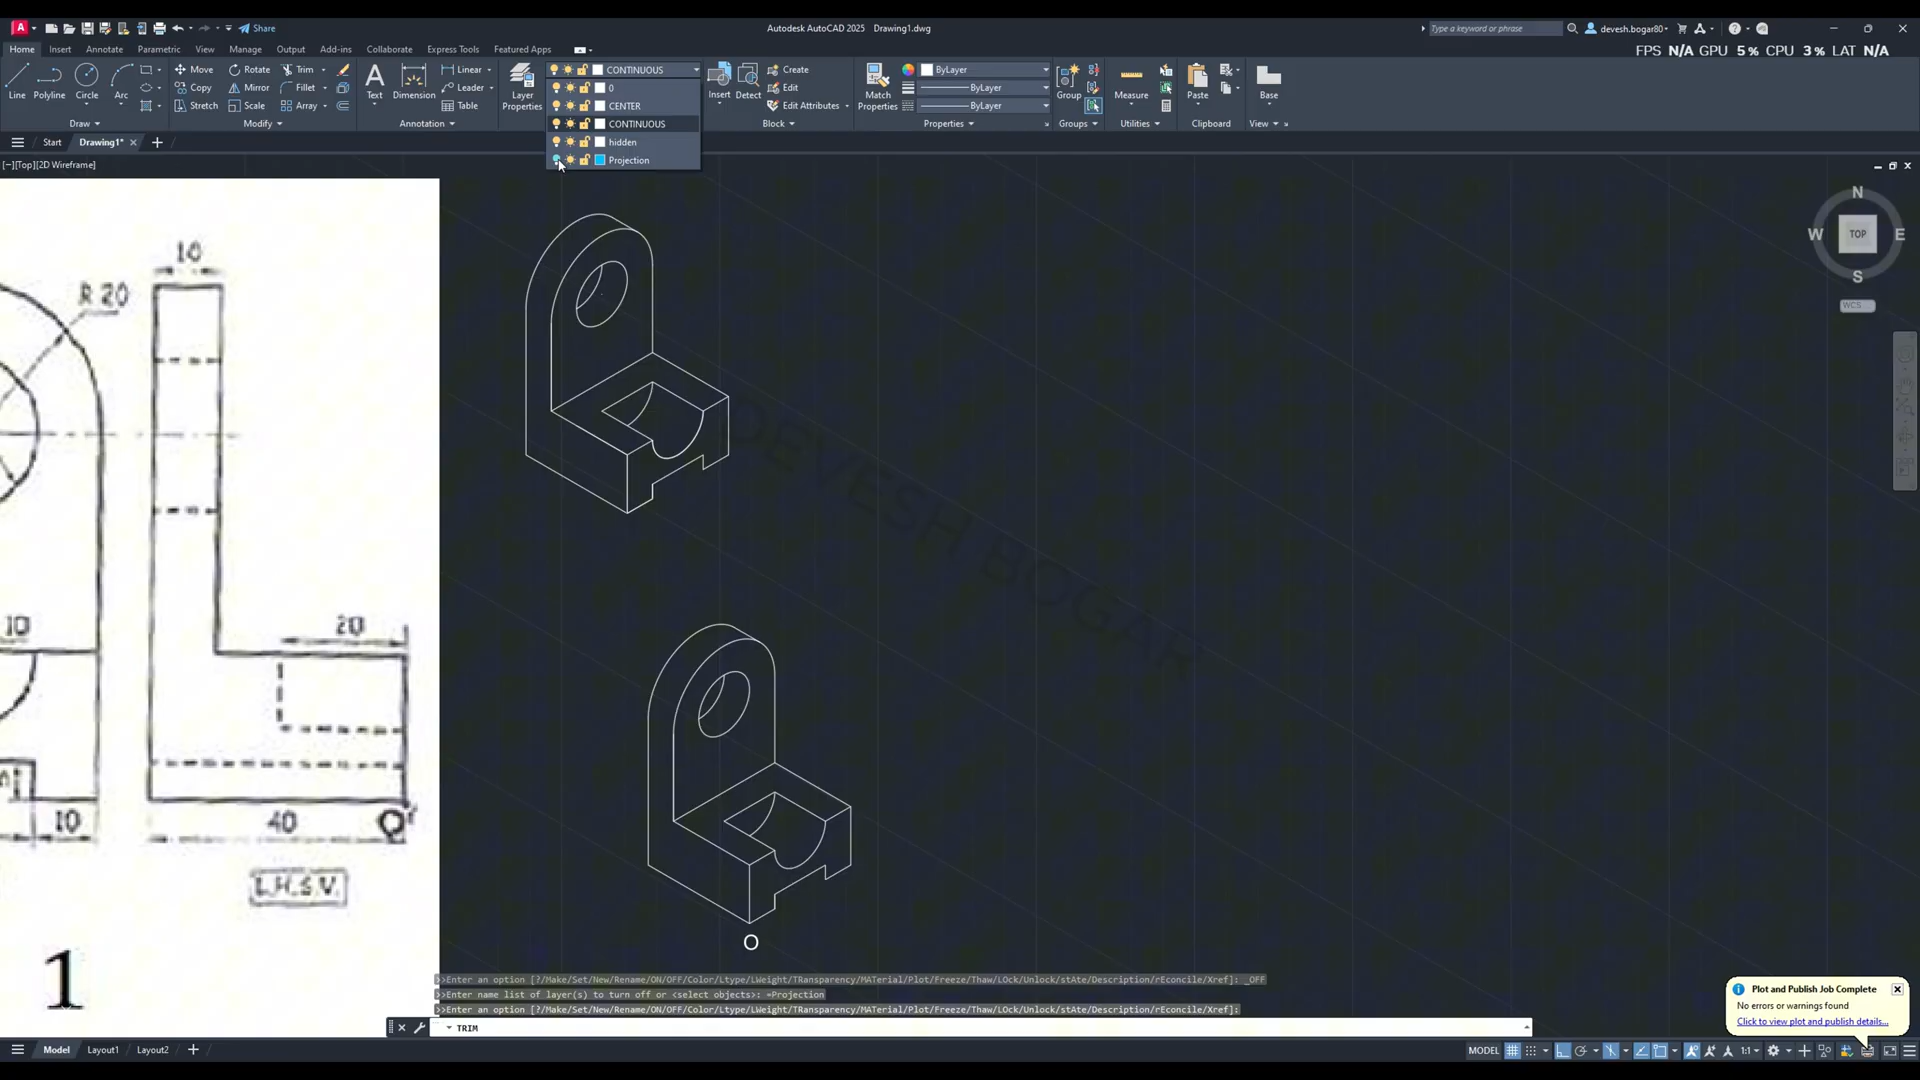 Share
Autodesk AutoCAD 2025 Drawing1.dwg
Type a keyword or phrase
devesh.bogar80
Home Insert Annotate Parametric View Manage Output Add-ins Collaborate Express Tools Featured Apps
FPS N/A GPU 5 % CPU 3 % LAT N/A
Line Polyline Circle Arc
Move Rotate Trim
Copy Mirror Fillet
Stretch Scale Array
Text Dimension
Linear
Leader
Table
Layer Properties
CONTINUOUS
0
CENTER
CONTINUOUS
hidden
Projection
Insert Detect
Create
Edit
Edit Attributes
Match Properties
ByLayer
ByLayer
ByLayer
Group
Measure
Paste
Base
Draw Modify Annotation Block Properties Groups Utilities Clipboard View
Start Drawing1*
[−][Top][2D Wireframe]
N
W TOP E
S
WCS
10
R 20
10
20
10
40
Q'
L.H.S.V.
1
DEVESH BOGAR
O
>>Enter an option [?/Make/Set/New/Rename/ON/OFF/Color/Ltype/LWeight/TRansparency/MATerial/Plot/Freeze/Thaw/LOck/Unlock/stAte/Description/rEconcile/Xref]: _OFF
>>Enter name list of layer(s) to turn off or <select objects>: =Projection
>>Enter an option [?/Make/Set/New/Rename/ON/OFF/Color/Ltype/LWeight/TRansparency/MATerial/Plot/Freeze/Thaw/LOck/Unlock/stAte/Description/rEconcile/Xref]:
TRIM
Plot and Publish Job Complete
No errors or warnings found
Click to view plot and publish details...
Model Layout1 Layout2
MODEL
1:1